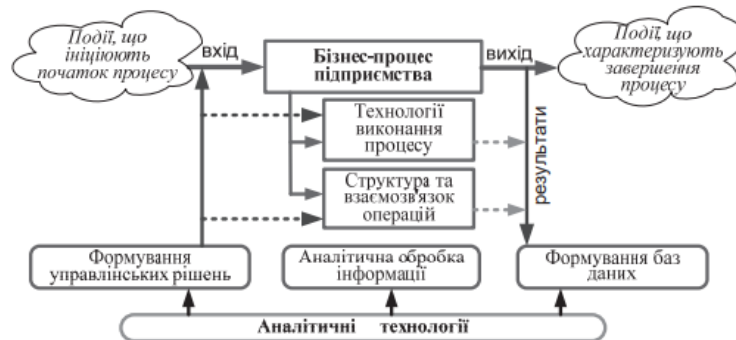 Події, що
ініціюють
початок процесу
вхід
Бізнес-процес
підприємства
вихід
Події, що
характеризують
завершення
процесу
Технології
виконання
процесу
Структура та
взаємозв'язок
операцій
результати
Формування
управлінських рішень
Аналітична обробка
інформації
Формування баз
даних
Аналітичні технології